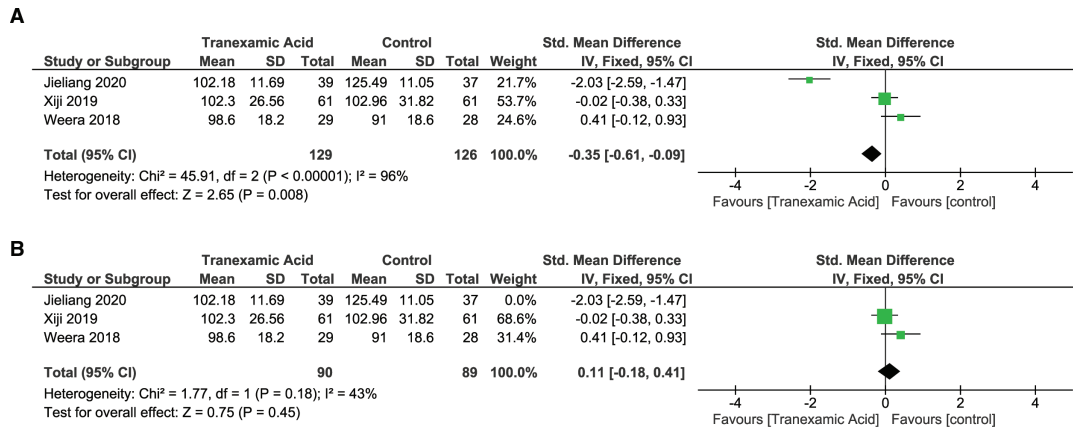 A
Tranexamic Acid Control Std. Mean Difference Std. Mean Difference
Study or Subgroup Mean SD Total Mean SD Total Weight IV, Fixed, 95% CI IV, Fixed, 95% CI
Jieliang 2020 102.18 11.69 39 125.49 11.05 37 21.7% -2.03 [-2.59, -1.47]
Xiji 2019 102.3 26.56 61 102.96 31.82 61 53.7% -0.02 [-0.38, 0.33]
Weera 2018 98.6 18.2 29 91 18.6 28 24.6% 0.41 [-0.12, 0.93]
Total (95% CI) 129 126 100.0% -0.35 [-0.61, -0.09]
Heterogeneity: Chi² = 45.91, df = 2 (P < 0.00001); I² = 96%
Test for overall effect: Z = 2.65 (P = 0.008)
-4 -2 0 2 4
Favours [Tranexamic Acid] Favours [control]
B
Tranexamic Acid Control Std. Mean Difference Std. Mean Difference
Study or Subgroup Mean SD Total Mean SD Total Weight IV, Fixed, 95% CI IV, Fixed, 95% CI
Jieliang 2020 102.18 11.69 39 125.49 11.05 37 0.0% -2.03 [-2.59, -1.47]
Xiji 2019 102.3 26.56 61 102.96 31.82 61 68.6% -0.02 [-0.38, 0.33]
Weera 2018 98.6 18.2 29 91 18.6 28 31.4% 0.41 [-0.12, 0.93]
Total (95% CI) 90 89 100.0% 0.11 [-0.18, 0.41]
Heterogeneity: Chi² = 1.77, df = 1 (P = 0.18); I² = 43%
Test for overall effect: Z = 0.75 (P = 0.45)
-4 -2 0 2 4
Favours [Tranexamic Acid] Favours [control]